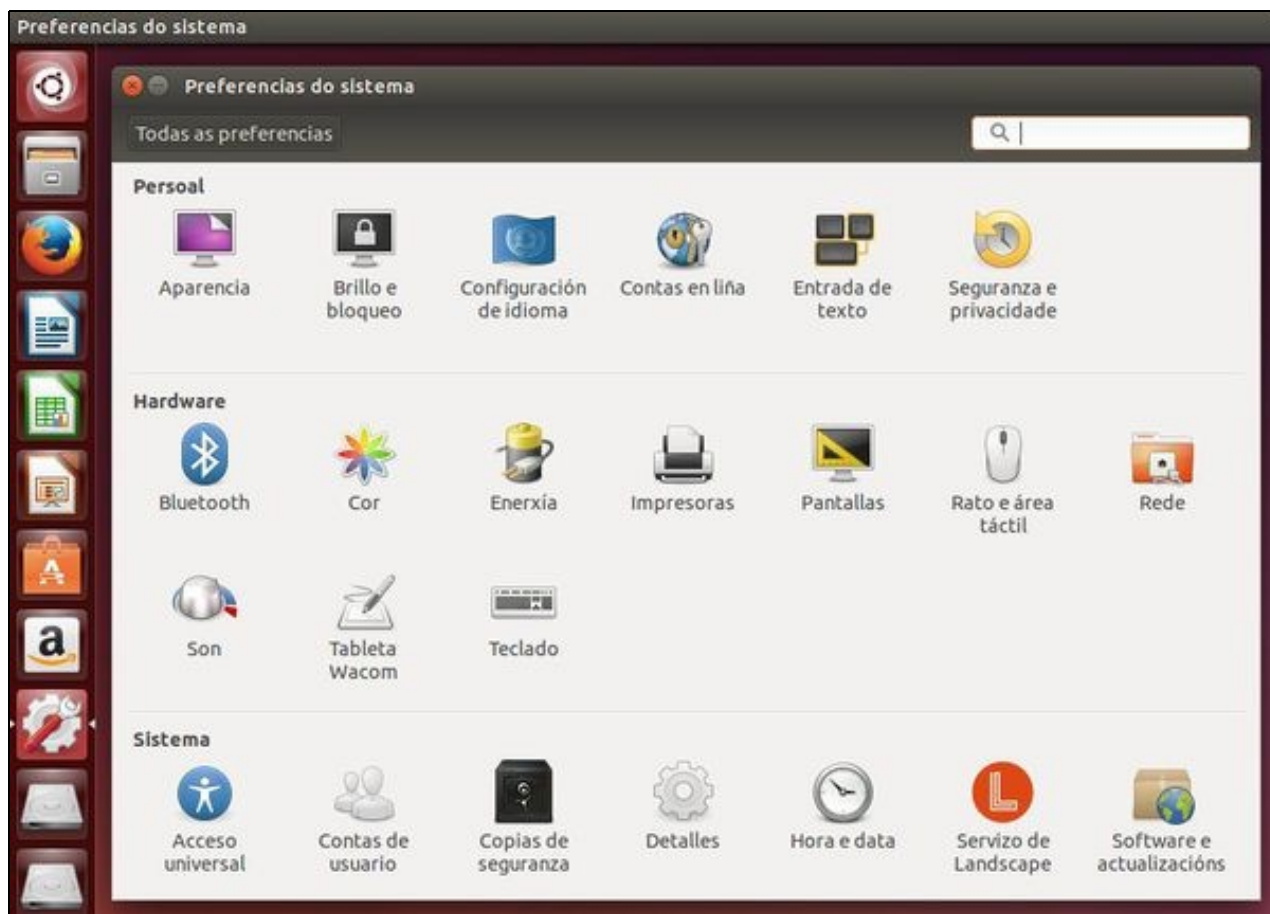 Preferencias do sistema
Preferencias do sistema
Todas as preferencias
Persoal
Aparencia
Brillo e
bloqueo
Configuración
de idioma
Contas en liña
Entrada de
texto
Seguranza e
privacidade
Hardware
Bluetooth
Cor
Enerxía
Impresoras
Pantallas
Rato e área
táctil
Rede
Son
Tableta
Wacom
Teclado
Sistema
Acceso
universal
Contas de
usuario
Copias de
seguranza
Detalles
Hora e data
Servizo de
Landscape
Software e
actualizacións